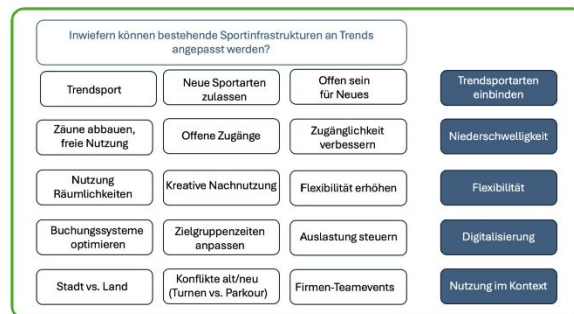 Inwiefern können bestehende Sportinfrastrukturen an Trends
angepasst werden?
Trendsport
Neue Sportarten
zulassen
Offen sein
für Neues
Trendsportarten
einbinden
Zäune abbauen,
freie Nutzung
Offene Zugänge
Zugänglichkeit
verbessern
Niederschwelligkeit
Nutzung
Räumlichkeiten
Kreative Nachnutzung
Flexibilität erhöhen
Flexibilität
Buchungssysteme
optimieren
Zielgruppenzeiten
anpassen
Auslastung steuern
Digitalisierung
Stadt vs. Land
Konflikte alt/neu
(Turnen vs. Parkour)
Firmen-Teamevents
Nutzung im Kontext